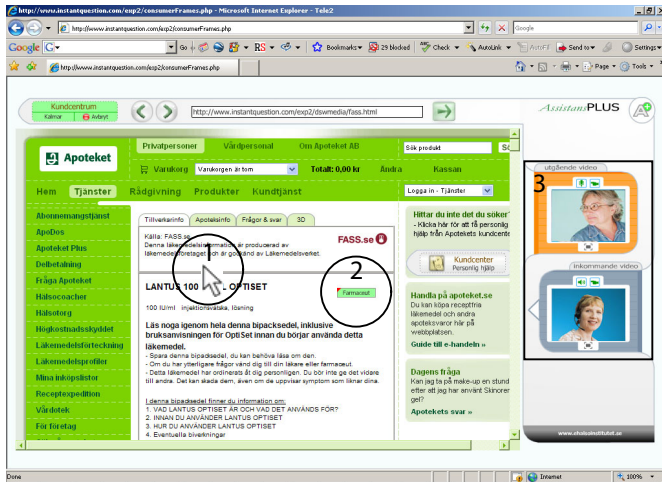 http://www.instantquestion.com/exp2/consumerFrames.php - Microsoft Internet Explorer - Tele2
http://www.instantquestion.com/exp2/consumerFrames.php
Google
Google G
Go
RS
Bookmarks
29 blocked
Check
AutoLink
AutoFill
Send to
Settings
http://www.instantquestion.com/exp2/consumerFrames.php
Page
Tools
Kundcentrum
Kalmar
Avbryt
http://www.instantquestion.com/exp2/dswmedia/fass.html
AssistansPLUS
Apoteket
Privatpersoner
Vårdpersonal
Om Apoteket AB
Sök produkt
Varukorg
Varukorgen är tom
Totalt: 0,00 kr
Ändra
Kassan
Hem
Tjänster
Rådgivning
Produkter
Kundtjänst
Logga in - Tjänster
Abonnemangstjänst
ApoDos
Apoteket Plus
Delbetalning
Fråga Apoteket
Hälsocoacher
Hälsotorg
Högkostnadsskyddet
Läkemedelsförteckning
Läkemedelsprofiler
Mina inköpslistor
Receptexpedition
Vårdotek
För företag
Tillverkarinfo
Apoteksinfo
Frågor & svar
3D
Källa: FASS.se
Denna läkemedelsinformation är producerad av
läkemedelsföretaget och är godkänd av Läkemedelsverket.
FASS.se
1
2
LANTUS 100 OPTISET
Farmaceut
100 IU/ml injektionsvätska, lösning
Läs noga igenom hela denna bipacksedel, inklusive
bruksanvisningen för OptiSet innan du börjar använda detta
läkemedel.
- Spara denna bipacksedel, du kan behöva läsa om den.
- Om du har ytterligare frågor vänd dig till din läkare eller farmaceut.
- Detta läkemedel har ordinerats åt dig personligen. Du bör inte ge det vidare
till andra. Det kan skada dem, även om de uppvisar symptom som liknar dina.
I denna bipacksedel finner du information om:
1. VAD LANTUS OPTISET ÄR OCH VAD DET ANVÄNDS FÖR?
2. INNAN DU ANVÄNDER LANTUS OPTISET
3. HUR DU ANVÄNDER LANTUS OPTISET
4. Eventuella biverkningar
Hittar du inte det du söker?
- Klicka här för att få personlig
hjälp från Apotekets kundcenter
Kundcenter
Personlig hjälp
Handla på apoteket.se
Du kan köpa receptfria
läkemedel och andra
apoteksvaror här på
webbplatsen.
Guide till e-handeln »
Dagens fråga
Kan jag ta på make-up en stund
efter att jag har använt Skinoren
gel?
Apotekets svar »
3
utgående video
inkommande video
www.ehalsoinstitutet.se
Done
Internet
100%